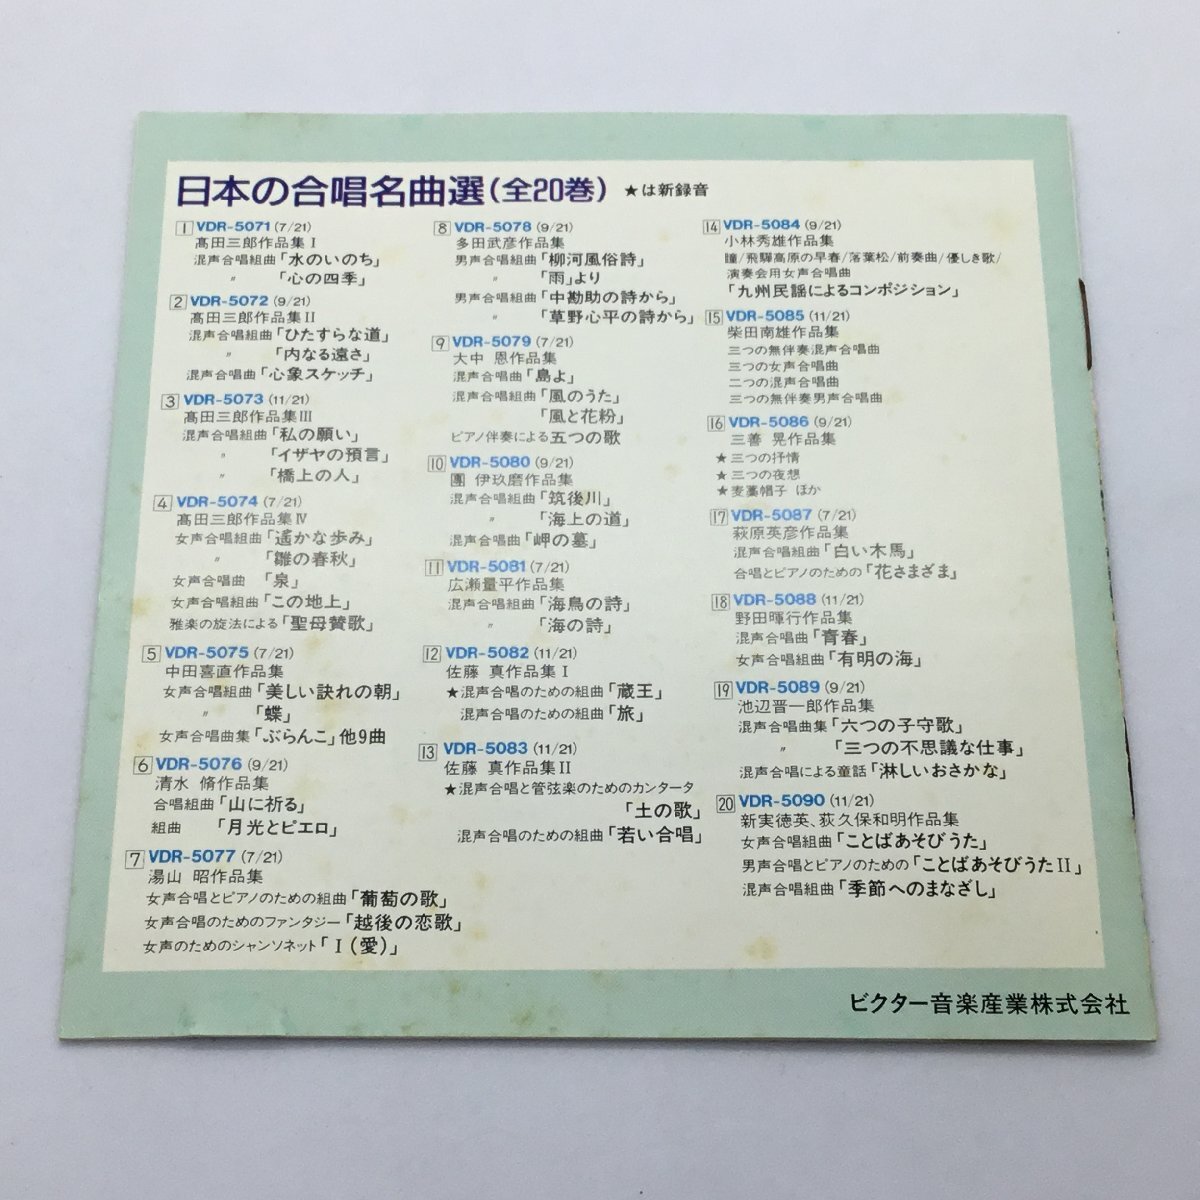 日本の合唱名曲選(全20巻) ★は新録音
1 VDR-5071 (7/21)
髙田三郎作品集Ⅰ
混声合唱組曲「水のいのち」
〃 「心の四季」
2 VDR-5072 (9/21)
髙田三郎作品集Ⅱ
混声合唱組曲「ひたすらな道」
〃 「内なる遠さ」
混声合唱曲「心象スケッチ」
3 VDR-5073 (11/21)
髙田三郎作品集Ⅲ
混声合唱組曲「私の願い」
〃 「イザヤの預言」
〃 「橋上の人」
4 VDR-5074 (7/21)
髙田三郎作品集Ⅳ
女声合唱組曲「遙かな歩み」
〃 「雛の春秋」
女声合唱曲 「泉」
女声合唱組曲「この地上」
雅楽の旋法による「聖母賛歌」
5 VDR-5075 (7/21)
中田喜直作品集
女声合唱組曲「美しい訣れの朝」
〃 「蝶」
女声合唱曲集「ぶらんこ」他9曲
6 VDR-5076 (9/21)
清水 脩作品集
合唱組曲「山に祈る」
組曲 「月光とピエロ」
7 VDR-5077 (7/21)
湯山 昭作品集
女声合唱とピアノのための組曲「葡萄の歌」
女声合唱のためのファンタジー「越後の恋歌」
女声のためのシャンソネット「Ⅰ(愛)」
8 VDR-5078 (9/21)
多田武彦作品集
男声合唱組曲「柳河風俗詩」
〃 「雨」より
男声合唱組曲「中勘助の詩から」
〃 「草野心平の詩から」
9 VDR-5079 (7/21)
大中 恩作品集
混声合唱曲「島よ」
混声合唱組曲「風のうた」
「風と花粉」
ピアノ伴奏による五つの歌
10 VDR-5080 (9/21)
團 伊玖磨作品集
混声合唱組曲「筑後川」
〃 「海上の道」
混声合唱曲「岬の墓」
11 VDR-5081 (7/21)
広瀬量平作品集
混声合唱組曲「海鳥の詩」
〃 「海の詩」
12 VDR-5082 (11/21)
佐藤 真作品集Ⅰ
★混声合唱のための組曲「蔵王」
混声合唱のための組曲「旅」
13 VDR-5083 (11/21)
佐藤 真作品集Ⅱ
★混声合唱と管弦楽のためのカンタータ
「土の歌」
混声合唱のための組曲「若い合唱」
14 VDR-5084 (9/21)
小林秀雄作品集
瞳/飛騨高原の早春/落葉松/前奏曲/優しき歌/
演奏会用女声合唱曲
「九州民謡によるコンポジション」
15 VDR-5085 (11/21)
柴田南雄作品集
三つの無伴奏混声合唱曲
三つの女声合唱曲
二つの混声合唱曲
三つの無伴奏男声合唱曲
16 VDR-5086 (9/21)
三善 晃作品集
★三つの抒情
★三つの夜想
★麦藁帽子 ほか
17 VDR-5087 (7/21)
萩原英彦作品集
混声合唱組曲「白い木馬」
合唱とピアノのための「花さまざま」
18 VDR-5088 (11/21)
野田暉行作品集
混声合唱曲「青春」
女声合唱組曲「有明の海」
19 VDR-5089 (9/21)
池辺晋一郎作品集
混声合唱曲集「六つの子守歌」
〃 「三つの不思議な仕事」
混声合唱による童話「淋しいおさかな」
20 VDR-5090 (11/21)
新実徳英、荻久保和明作品集
女声合唱組曲「ことばあそびうた」
男声合唱とピアノのための「ことばあそびうたⅡ」
混声合唱組曲「季節へのまなざし」
ビクター音楽産業株式会社